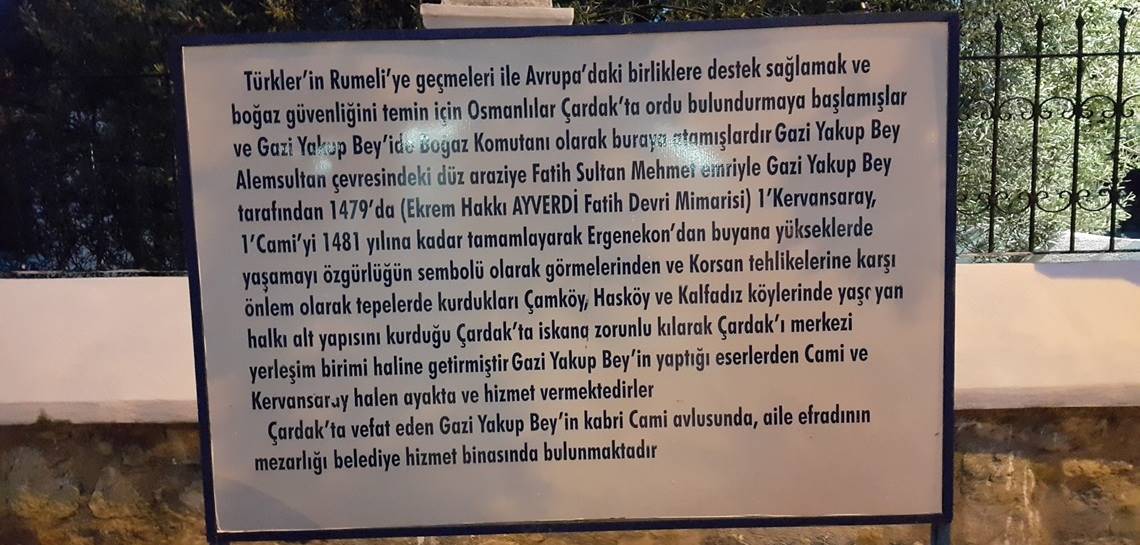 Türkler'in Rumeli'ye geçmeleri ile Avrupa'daki birliklere destek sağlamak ve
boğaz güvenliğini temin için Osmanlılar Çardak'ta ordu bulundurmaya başlamışlar
ve Gazi Yakup Bey'ide Boğaz Komutanı olarak buraya atamışlardır Gazi Yakup Bey
Alemsultan çevresindeki düz araziye Fatih Sultan Mehmet emriyle Gazi Yakup Bey
tarafından 1479'da (Ekrem Hakkı AYVERDİ Fatih Devri Mimarisi) 1'Kervansaray,
1'Cami'yi 1481 yılına kadar tamamlayarak Ergenekon'dan buyana yükseklerde
yaşamayı özgürlüğün sembolü olarak görmelerinden ve Korsan tehlikelerine karşı
önlem olarak tepelerde kurdukları Çamköy, Hasköy ve Kalfadız köylerinde yaşayan
halkı alt yapısını kurduğu Çardak'ta iskana zorunlu kılarak Çardak'ı merkezi
yerleşim birimi haline getirmiştir Gazi Yakup Bey'in yaptığı eserlerden Cami ve
Kervansaray halen ayakta ve hizmet vermektedirler
Çardak'ta vefat eden Gazi Yakup Bey'in kabri Cami avlusunda, aile efradının
mezarlığı belediye hizmet binasında bulunmaktadır